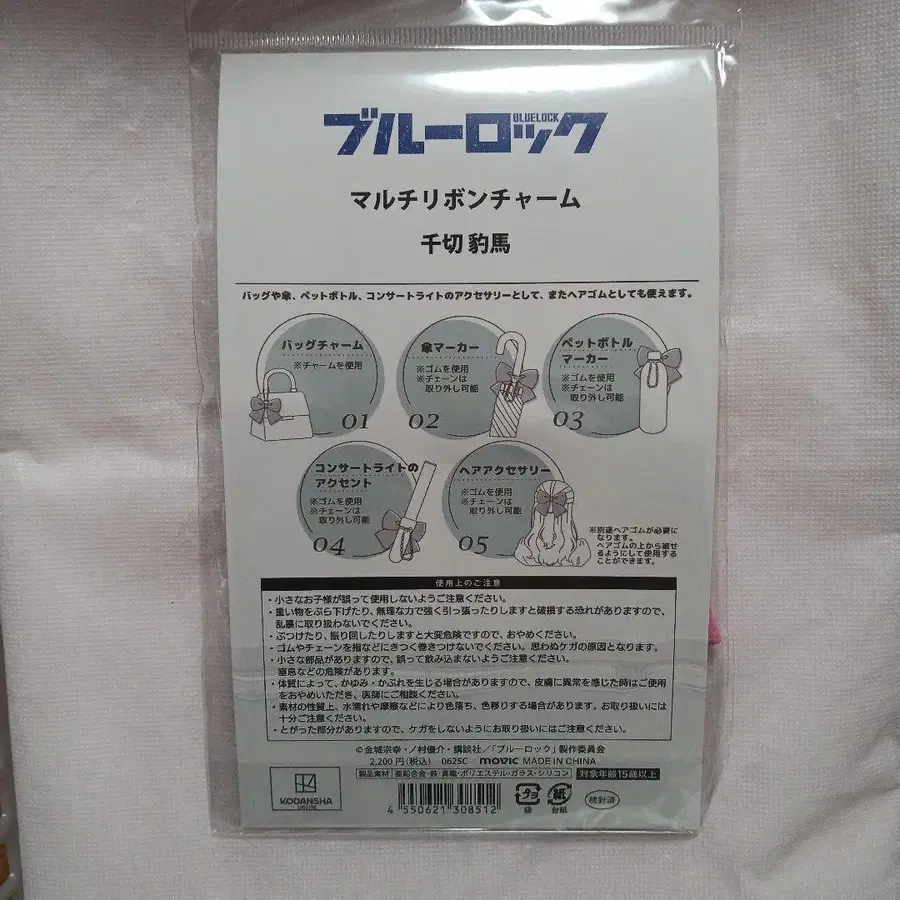 ブルーロック
BLUELOCK
マルチリボンチャーム
千切 豹馬
バッグや傘、ペットボトル、コンサートライトのアクセサリーとして、またヘアゴムとしても使えます。
バッグチャーム
※チャームを使用
01
傘マーカー
※ゴムを使用
※チェーンは
取り外し可能
02
ペットボトル
マーカー
※ゴムを使用
※チェーンは
取り外し可能
03
コンサートライトの
アクセント
※ゴムを使用
※チェーンは
取り外し可能
04
ヘアアクセサリー
※ゴムを使用
※チェーンは
取り外し可能
05
※別途ヘアゴムが必要に
なります。
ヘアゴムの上から被せ
るようにして使用する
ことができます。
使用上のご注意
・小さなお子様が誤って使用しないようご注意ください。
・重い物をぶら下げたり、無理な力で強く引っ張ったりしますと破損する恐れがありますので、
乱暴に取り扱わないでください。
・ぶつけたり、振り回したりしますと大変危険ですので、おやめください。
・ゴムやチェーンを指などにきつく巻きつけないでください。思わぬケガの原因となります。
・小さな部品がありますので、誤って飲み込まないようご注意ください。
窒息などの危険があります。
・体質によって、かゆみ・かぶれを生じる場合がありますので、皮膚に異常を感じた時はご使用
をおやめいただき、医師にご相談ください。
・素材の性質上、水濡れや摩擦などにより色落ち、色移りする場合があります。お取り扱いには
十分ご注意ください。
・とがった部分がありますので、ケガをしないようにお取り扱いにはご注意ください。
©金城宗幸・ノ村優介・講談社／「ブルーロック」製作委員会
2,200円(税込) 0625C movic MADE IN CHINA
製品素材 亜鉛合金・鉄・真鍮・ポリエステル・ガラス・シリコン 対象年齢15歳以上
KODANSHA
4 550621 308512
プラ
袋
紙
台紙
検針済